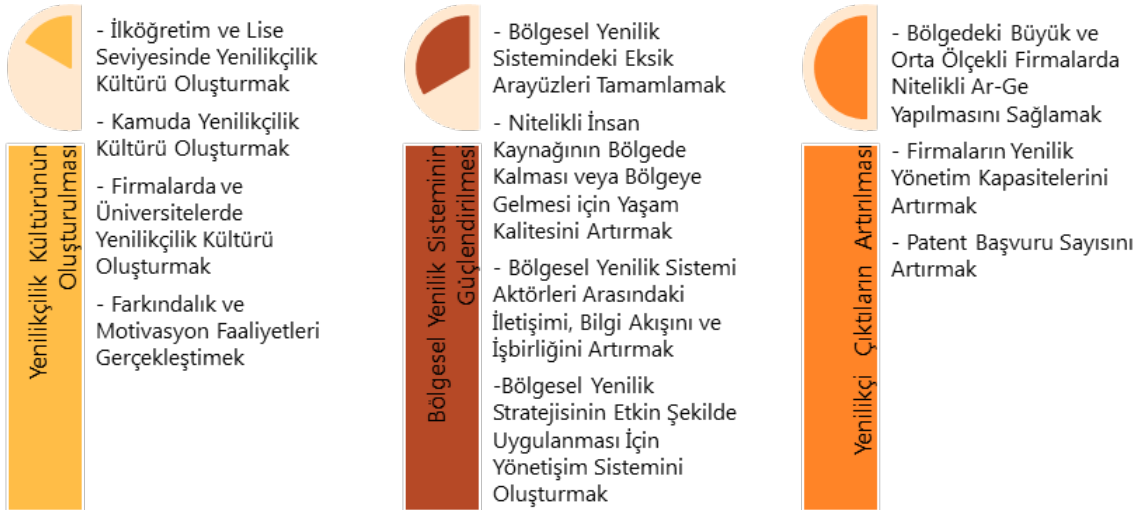 Yenilikçilik Kültürünün
Oluşturulması
- İlköğretim ve Lise
Seviyesinde Yenilikçilik
Kültürü Oluşturmak
- Kamuda Yenilikçilik
Kültürü Oluşturmak
- Firmalarda ve
Üniversitelerde
Yenilikçilik Kültürü
Oluşturmak
- Farkındalık ve
Motivasyon Faaliyetleri
Gerçekleştimek
Bölgesel Yenilik Sisteminin
Güçlendirilmesi
- Bölgesel Yenilik
Sistemindeki Eksik
Arayüzleri Tamamlamak
- Nitelikli İnsan
Kaynağının Bölgede
Kalması veya Bölgeye
Gelmesi için Yaşam
Kalitesini Artırmak
- Bölgesel Yenilik Sistemi
Aktörleri Arasındaki
İletişimi, Bilgi Akışını ve
İşbirliğini Artırmak
-Bölgesel Yenilik
Stratejisinin Etkin Şekilde
Uygulanması İçin
Yönetişim Sistemini
Oluşturmak
Yenilikçi Çıktıların Artırılması
- Bölgedeki Büyük ve
Orta Ölçekli Firmalarda
Nitelikli Ar-Ge
Yapılmasını Sağlamak
- Firmaların Yenilik
Yönetim Kapasitelerini
Artırmak
- Patent Başvuru Sayısını
Artırmak